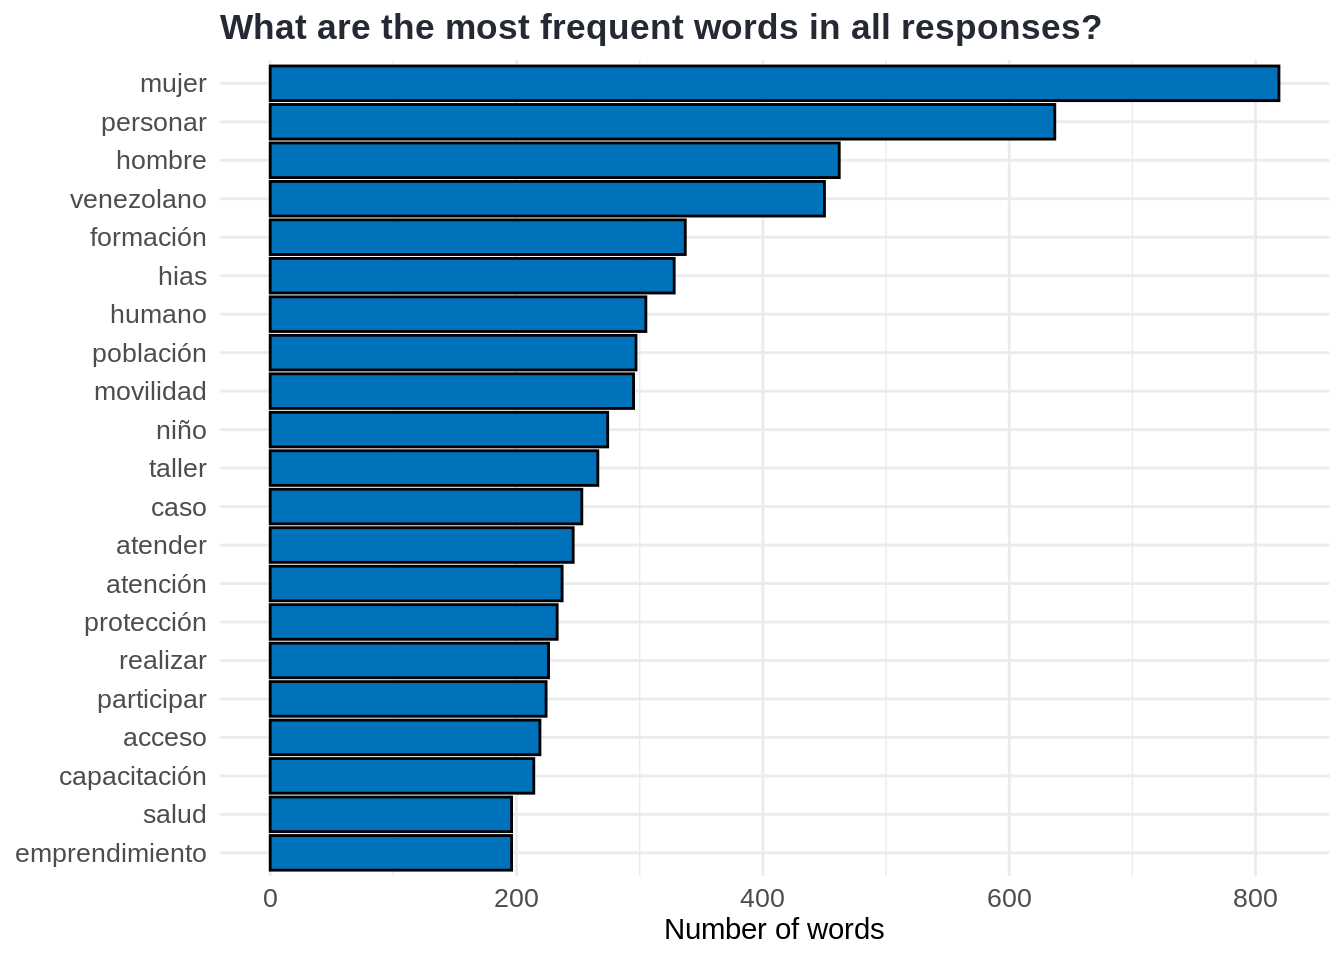 What are the most frequent words in all responses?
mujer
personar
hombre
venezolano
formación
hias
humano
población
movilidad
niño
taller
caso
atender
atención
protección
realizar
participar
acceso
capacitación
salud
emprendimiento
0 200 400 600 800
Number of words